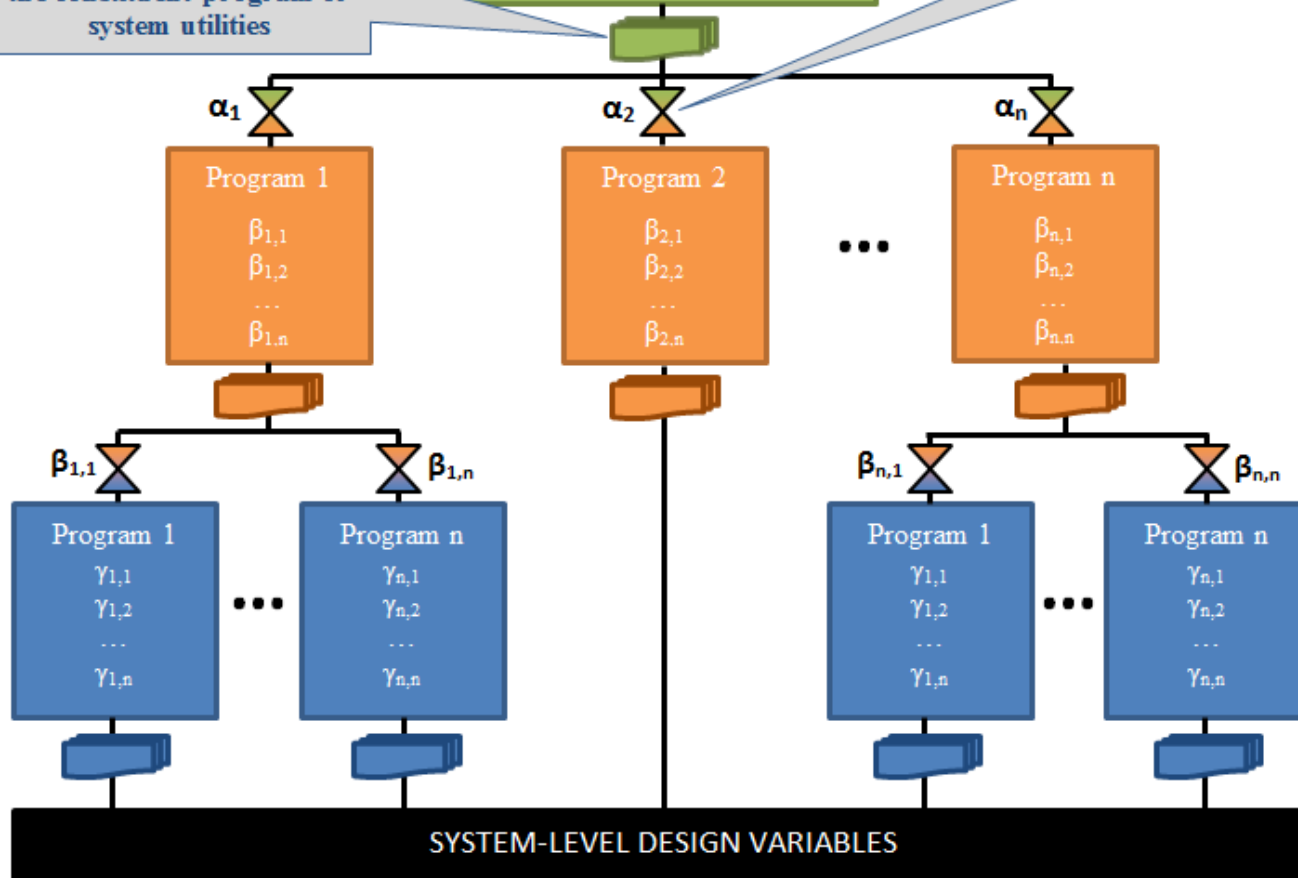 program of
system utilities
α1 α2 αn
Program 1
β1,1
β1,2
...
β1,n
Program 2
β2,1
β2,2
...
β2,n
Program n
βn,1
βn,2
...
βn,n
β1,1 β1,n βn,1 βn,n
Program 1
γ1,1
γ1,2
...
γ1,n
Program n
γn,1
γn,2
...
γn,n
Program 1
γ1,1
γ1,2
...
γ1,n
Program n
γn,1
γn,2
...
γn,n
SYSTEM-LEVEL DESIGN VARIABLES